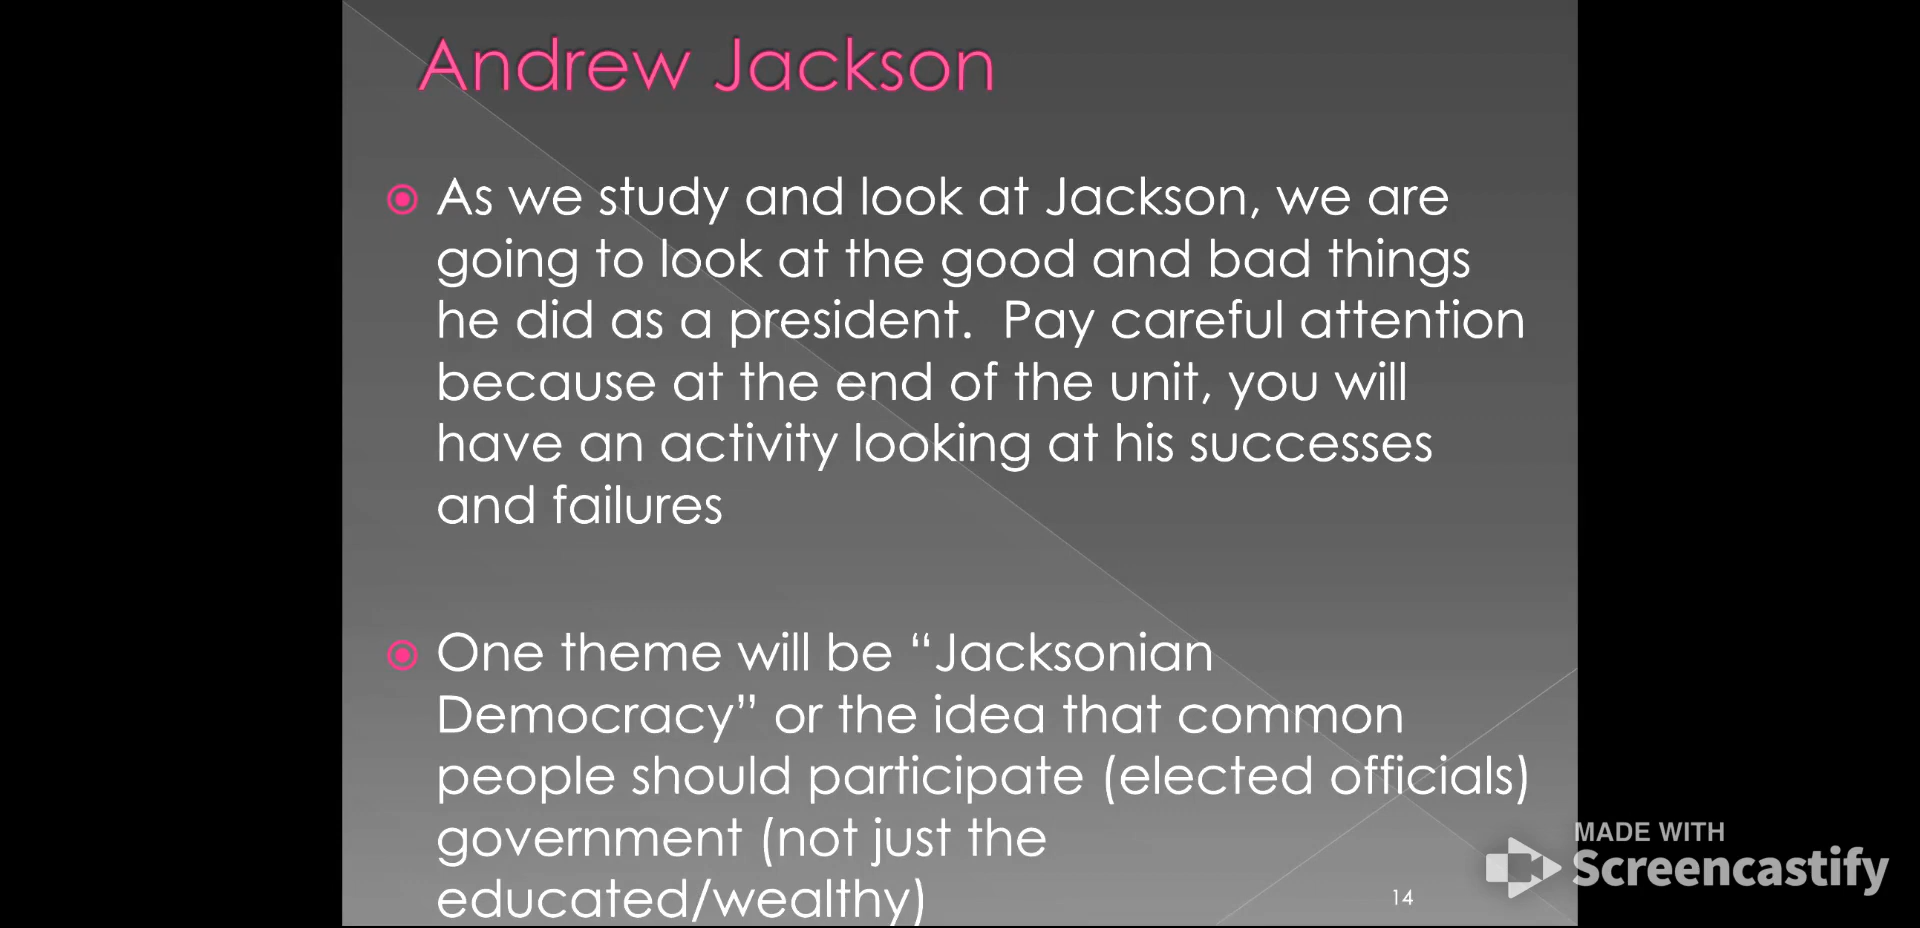 Andrew Jackson
As we study and look at Jackson, we are
going to look at the good and bad things
he did as a president.  Pay careful attention
because at the end of the unit, you will
have an activity looking at his successes
and failures
One theme will be “Jacksonian
Democracy” or the idea that common
people should participate (elected officials)
government (not just the
educated/wealthy)
14
MADE WITH
Screencastify